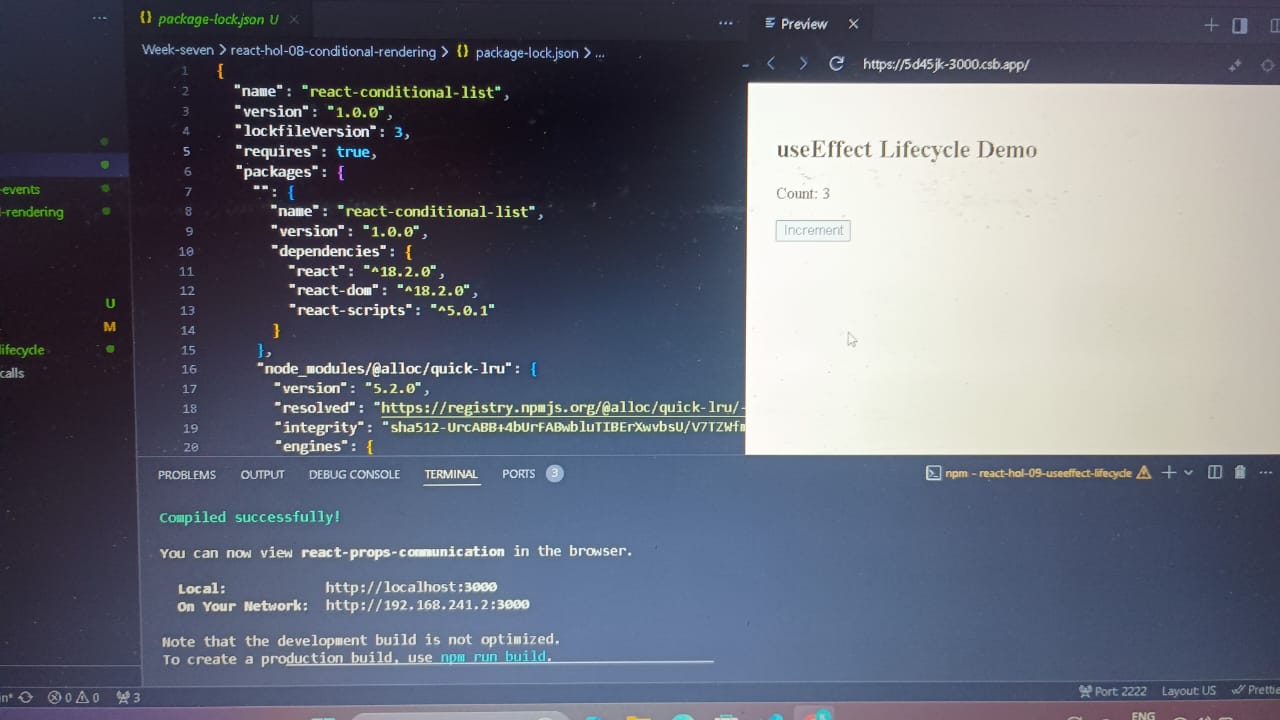 -events
-rendering
U
M
ifecycle
calls
{} package-lock.json U ×
Week-seven > react-hol-08-conditional-rendering > {} package-lock.json > ...
1 {
2 "name": "react-conditional-list",
3 "version": "1.0.0",
4 "lockfileVersion": 3,
5 "requires": true,
6 "packages": {
7 "": {
8 "name": "react-conditional-list",
9 "version": "1.0.0",
10 "dependencies": {
11 "react": "^18.2.0",
12 "react-dom": "^18.2.0",
13 "react-scripts": "^5.0.1"
14 }
15 },
16 "node_modules/@alloc/quick-lru": {
17 "version": "5.2.0",
18 "resolved": "https://registry.npmjs.org/@alloc/quick-lru/-
19 "integrity": "sha512-UrcABB+4bUrFABwbluTIBErXwvbsU/V7TZWfm
20 "engines": {
Preview ×
https://5d45jk-3000.csb.app/
useEffect Lifecycle Demo
Count: 3
Increment
PROBLEMS OUTPUT DEBUG CONSOLE TERMINAL PORTS 3
npm - react-hol-09-useeffect-lifecycle
Compiled successfully!
You can now view react-props-communication in the browser.
Local: http://localhost:3000
On Your Network: http://192.168.241.2:3000
Note that the development build is not optimized.
To create a production build, use npm run build.
n* 0 0 3
Port: 2222 Layout: US Prettie
ENG